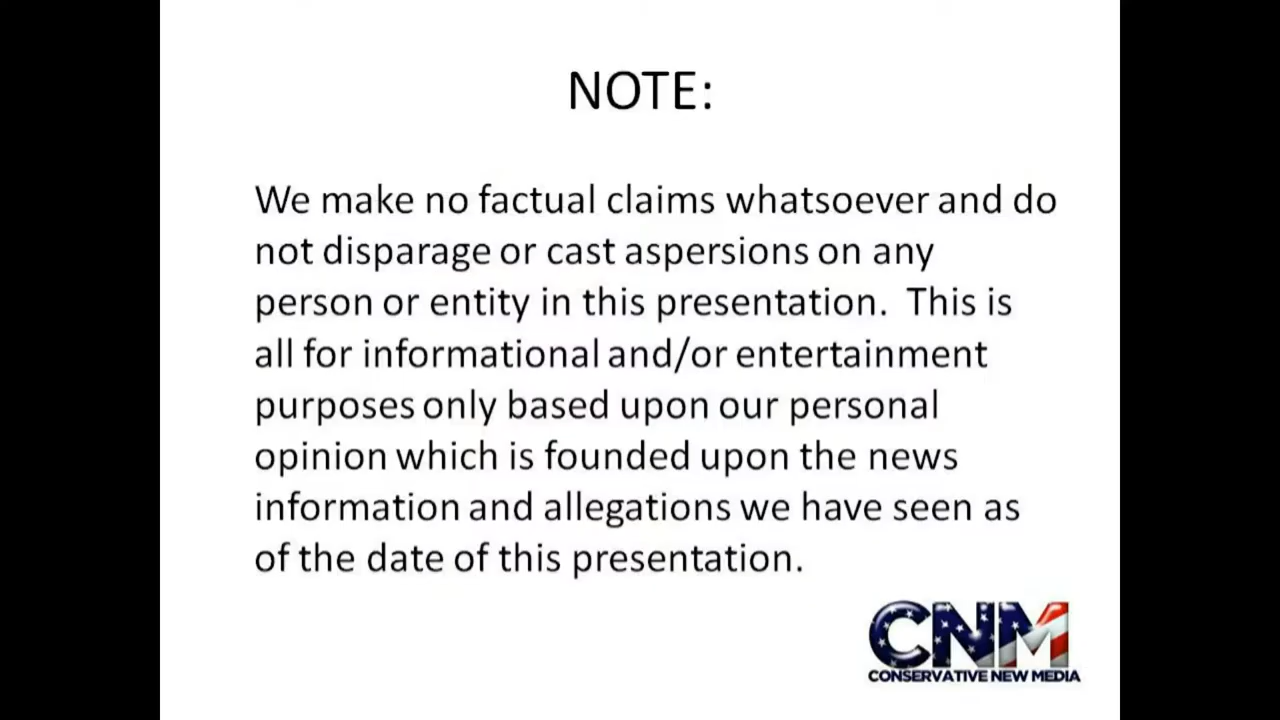 NOTE:
We make no factual claims whatsoever and do
not disparage or cast aspersions on any
person or entity in this presentation.  This is
all for informational and/or entertainment
purposes only based upon our personal
opinion which is founded upon the news
information and allegations we have seen as
of the date of this presentation.
CNM
CONSERVATIVE NEW MEDIA